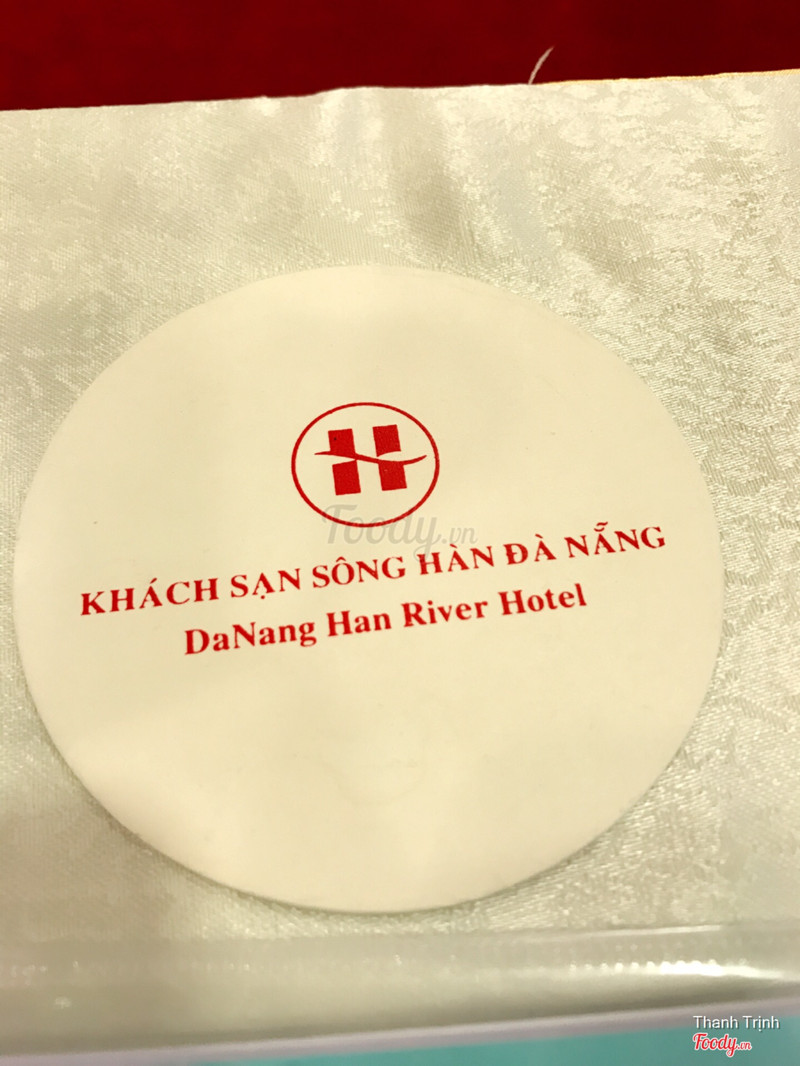 H
Foody.vn
KHÁCH SẠN SÔNG HÀN ĐÀ NẴNG
DaNang Han River Hotel
Thanh Trịnh
Foody.vn